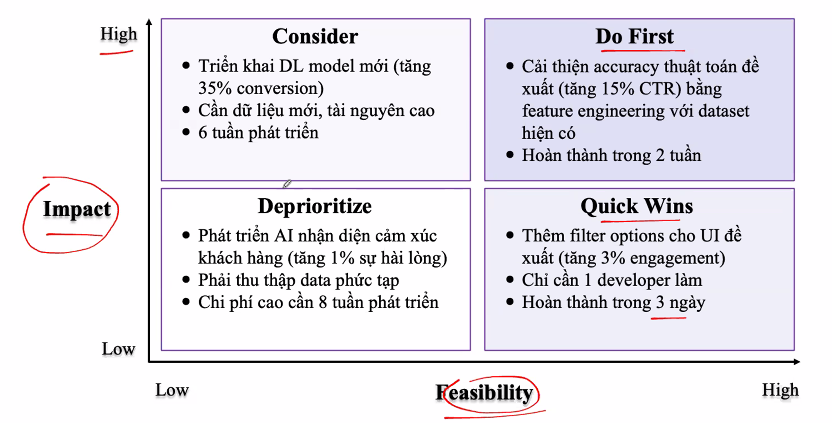 High
Consider
• Triển khai DL model mới (tăng
35% conversion)
• Cần dữ liệu mới, tài nguyên cao
• 6 tuần phát triển
Do First
• Cải thiện accuracy thuật toán đề
xuất (tăng 15% CTR) bằng
feature engineering với dataset
hiện có
• Hoàn thành trong 2 tuần
Impact
Deprioritize
• Phát triển AI nhận diện cảm xúc
khách hàng (tăng 1% sự hài lòng)
• Phải thu thập data phức tạp
• Chi phí cao cần 8 tuần phát triển
Quick Wins
• Thêm filter options cho UI đề
xuất (tăng 3% engagement)
• Chỉ cần 1 developer làm
• Hoàn thành trong 3 ngày
Low
Low
Feasibility
High